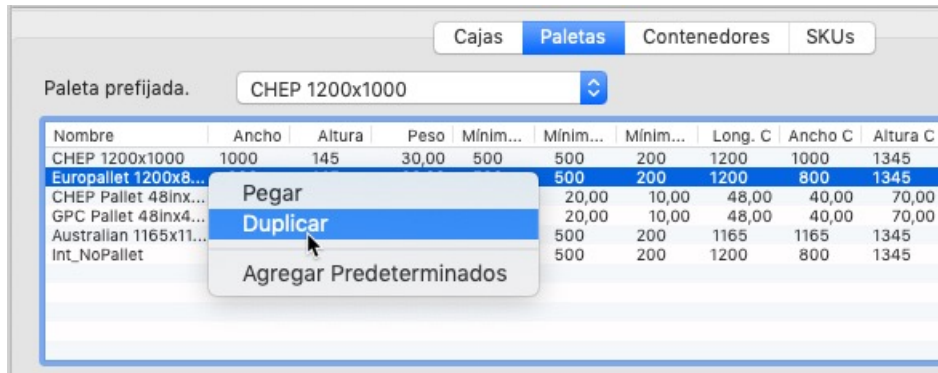 Cajas Paletas Contenedores SKUs
Paleta prefijada. CHEP 1200x1000
Nombre Ancho Altura Peso Mínim... Mínim... Mínim... Long. C Ancho C Altura C
CHEP 1200x1000 1000 145 30,00 500 500 200 1200 1000 1345
Europallet 1200x8... 500 200 1200 800 1345
CHEP Pallet 48inx... 20,00 10,00 48,00 40,00 70,00
GPC Pallet 48inx4... 20,00 10,00 48,00 40,00 70,00
Australian 1165x11... 500 200 1165 1165 1345
Int_NoPallet 500 200 1200 800 1345
Pegar
Duplicar
Agregar Predeterminados